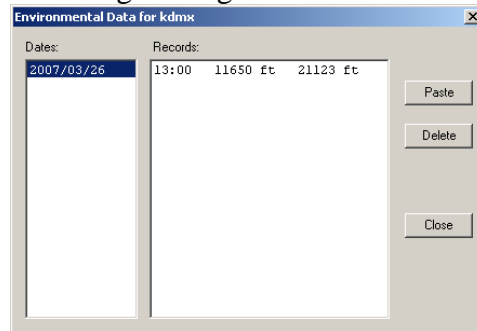 Environmental Data for kdmx
Dates:
Records:
2007/03/26
13:00 11650 ft 21123 ft
Paste
Delete
Close